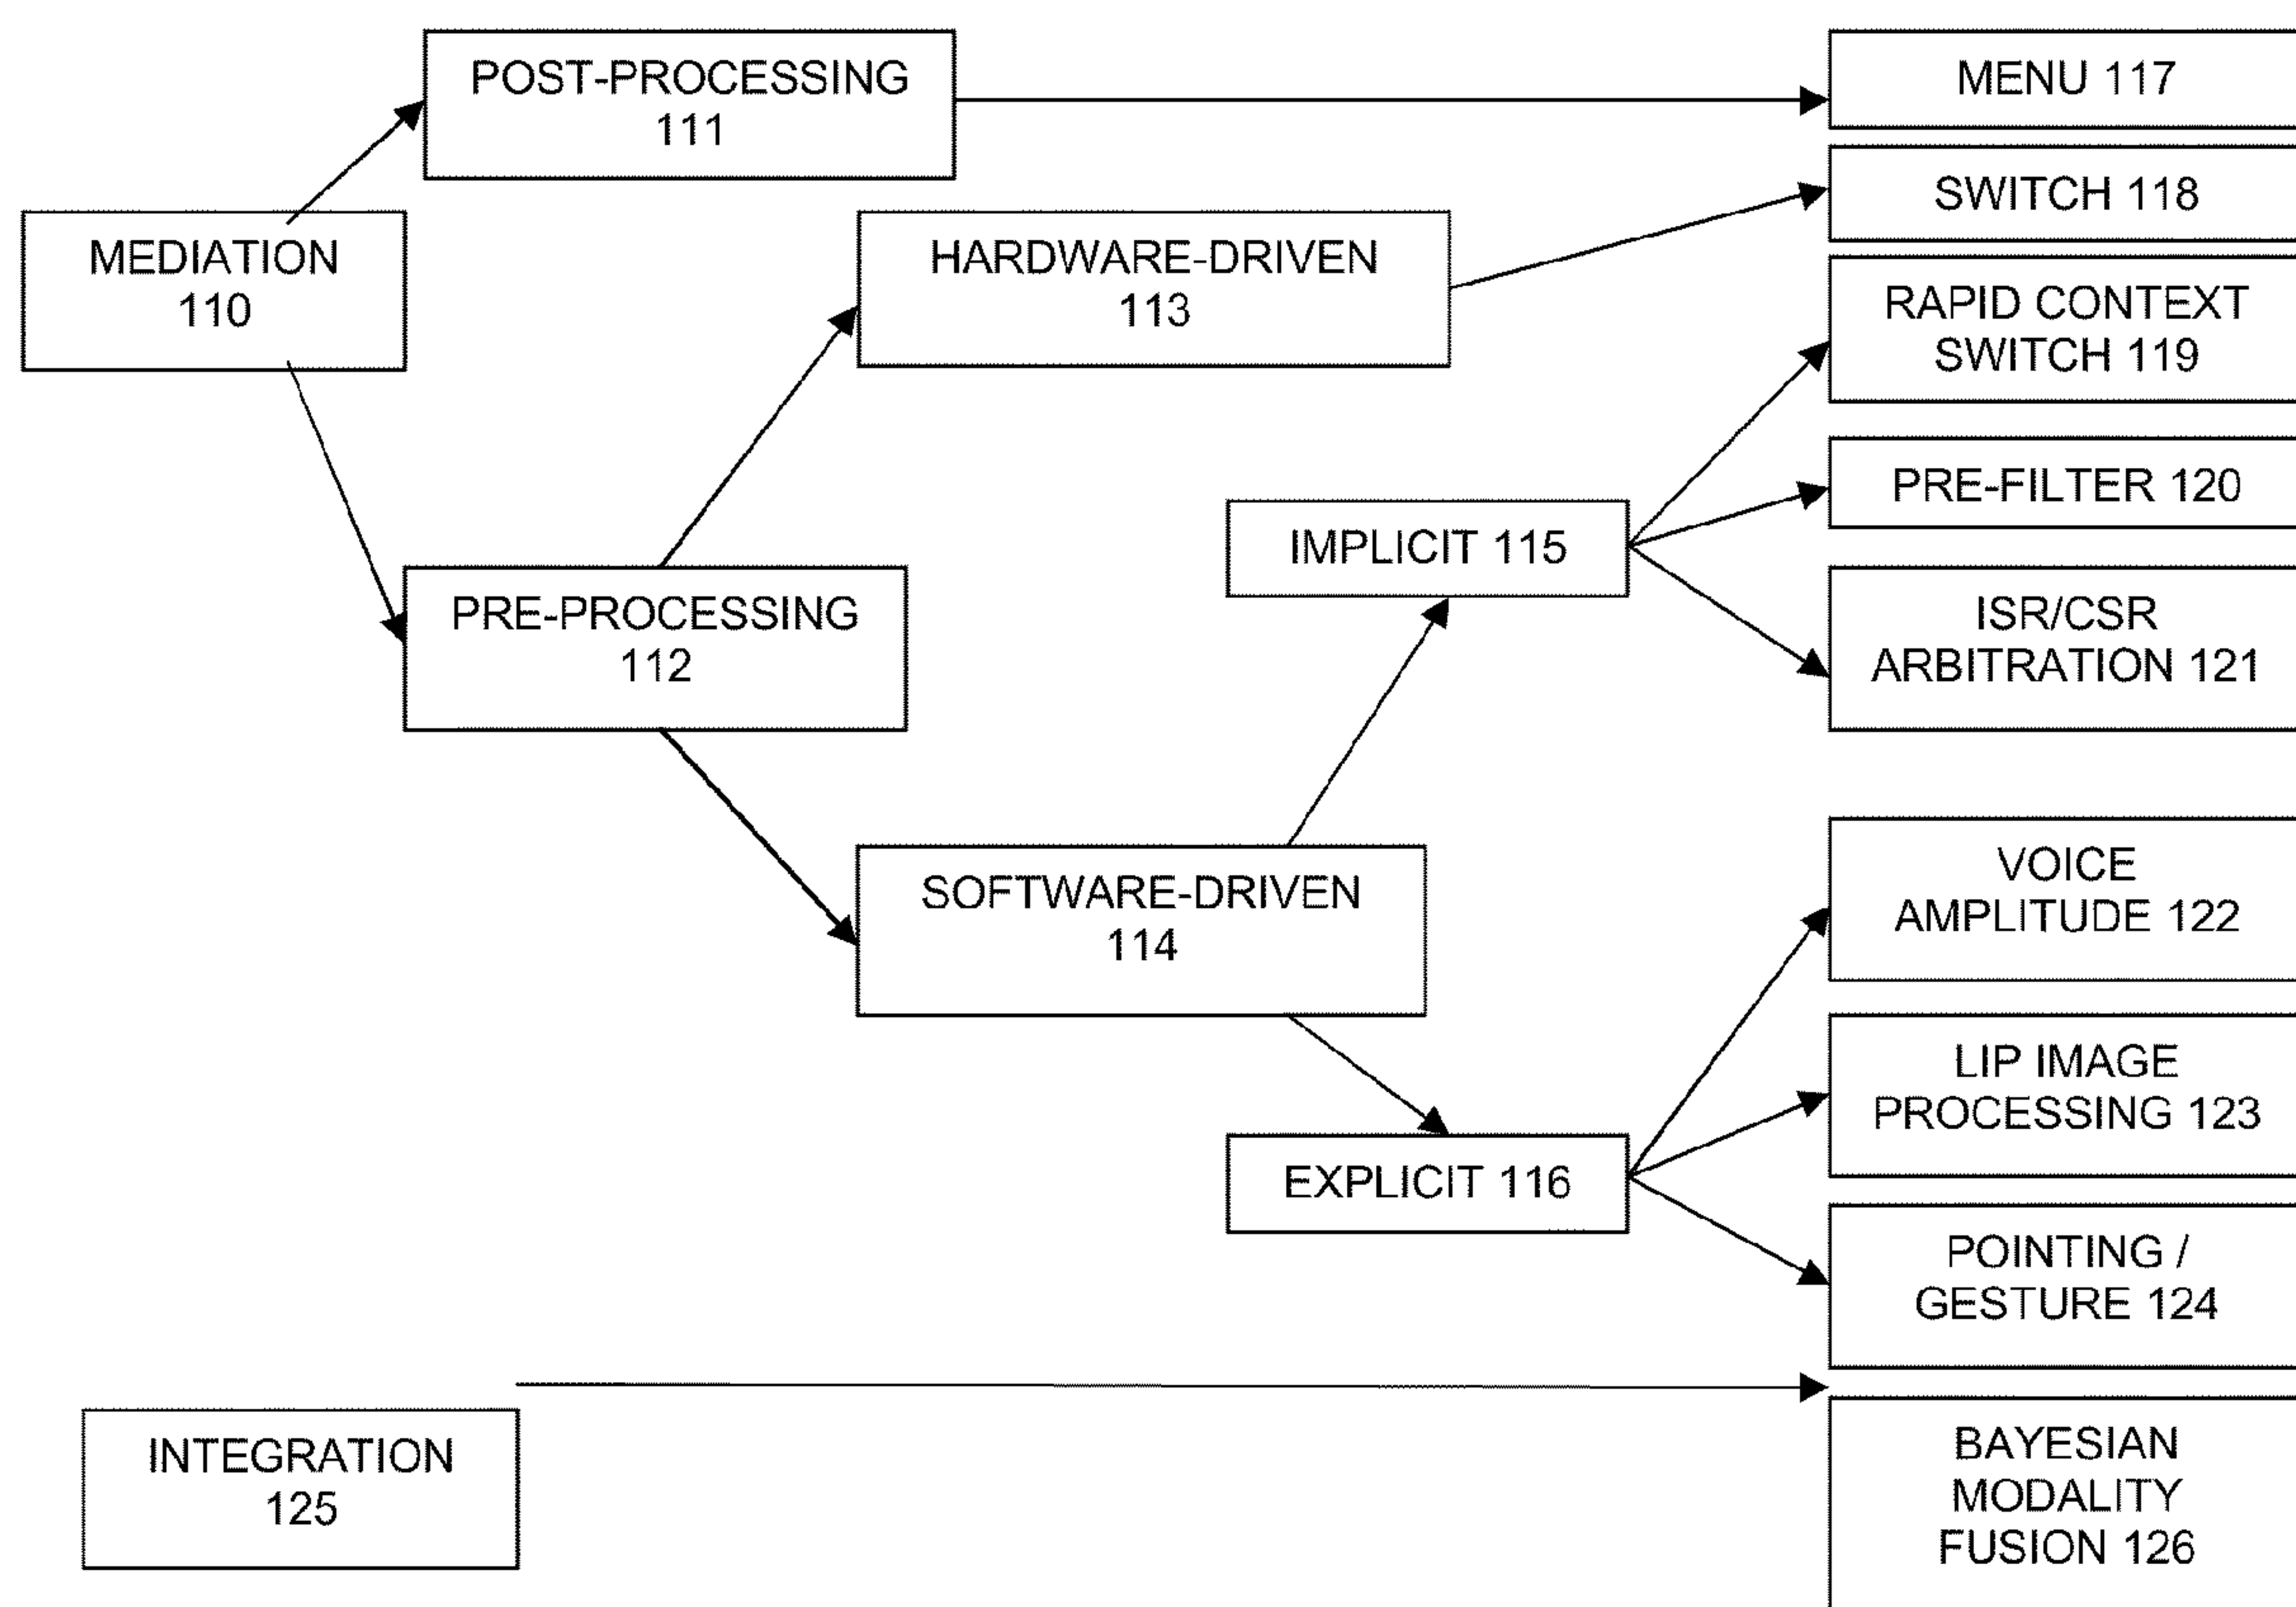 POST-PROCESSING
111
MENU 117
SWITCH 118
MEDIATION
110
HARDWARE-DRIVEN
113
RAPID CONTEXT
SWITCH 119
PRE-FILTER 120
IMPLICIT 115
PRE-PROCESSING
112
ISR/CSR
ARBITRATION 121
SOFTWARE-DRIVEN
114
VOICE
AMPLITUDE 122
LIP IMAGE
PROCESSING 123
EXPLICIT 116
POINTING /
GESTURE 124
INTEGRATION
125
BAYESIAN
MODALITY
FUSION 126